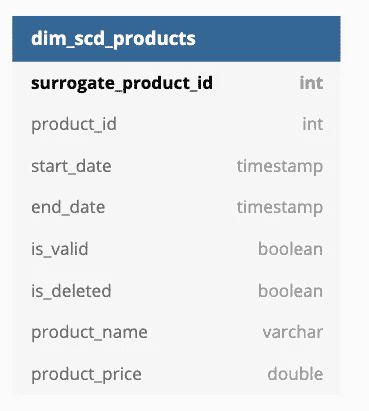 dim_scd_products
surrogate_product_id int
product_id int
start_date timestamp
end_date timestamp
is_valid boolean
is_deleted boolean
product_name varchar
product_price double